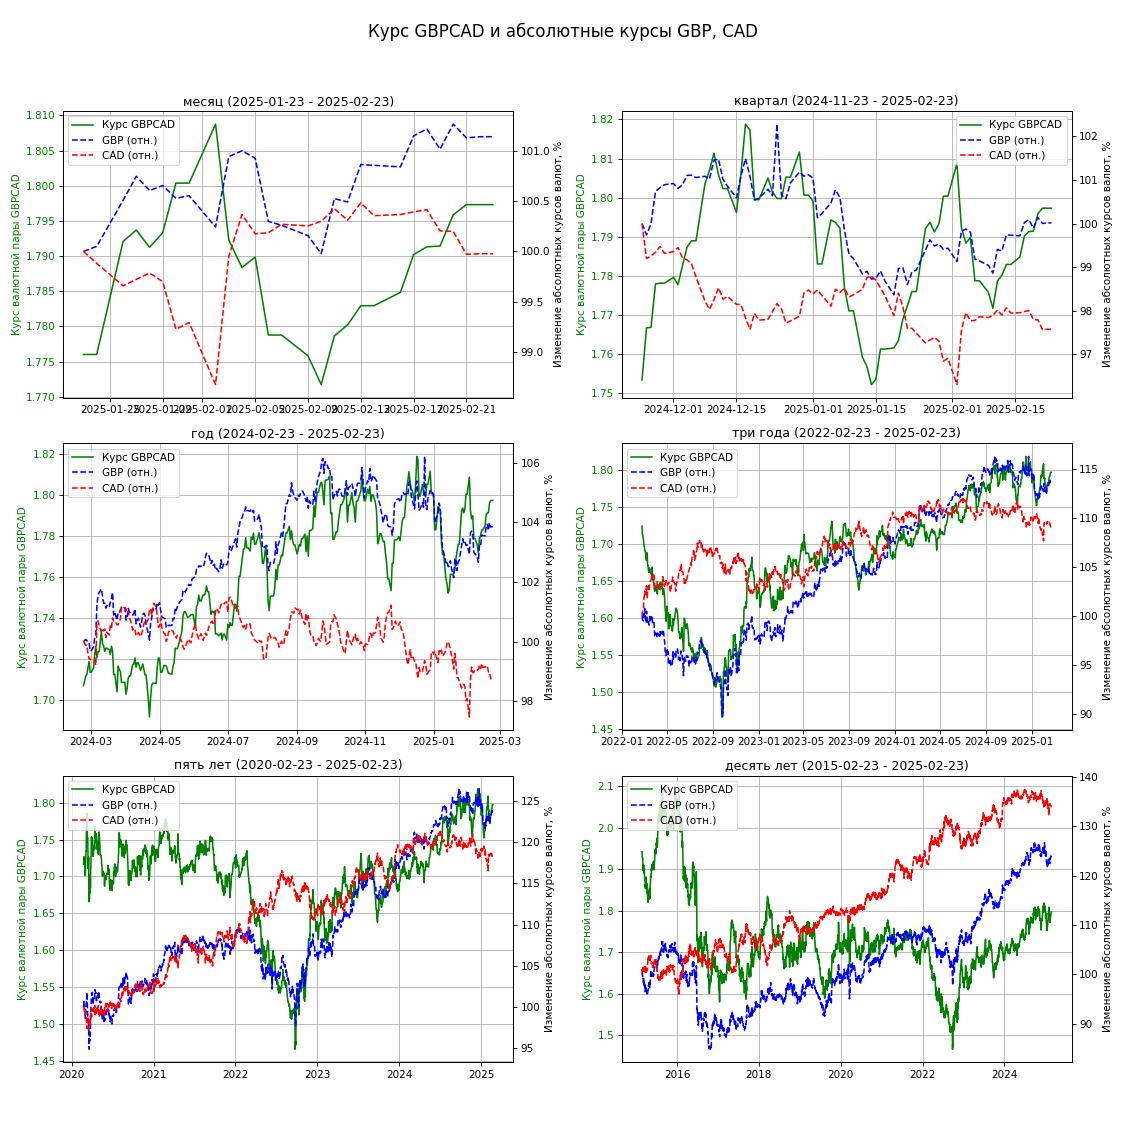 Курс GBPCAD и абсолютные курсы GBP, CAD
месяц (2025-01-23 - 2025-02-23)
Курс валютной пары GBPCAD
1.810
1.805
1.800
1.795
1.790
1.785
1.780
1.775
1.770
Курс GBPCAD
GBP (отн.)
CAD (отн.)
101.0
100.5
100.0
99.5
99.0
Изменение абсолютных курсов валют, %
2025-01-25 2025-01-29 2025-02-01 2025-02-05 2025-02-09 2025-02-13 2025-02-17 2025-02-21
квартал (2024-11-23 - 2025-02-23)
Курс валютной пары GBPCAD
1.82
1.81
1.80
1.79
1.78
1.77
1.76
1.75
Курс GBPCAD
GBP (отн.)
CAD (отн.)
102
101
100
99
98
97
Изменение абсолютных курсов валют, %
2024-12-01 2024-12-15 2025-01-01 2025-01-15 2025-02-01 2025-02-15
год (2024-02-23 - 2025-02-23)
Курс валютной пары GBPCAD
1.82
1.80
1.78
1.76
1.74
1.72
1.70
Курс GBPCAD
GBP (отн.)
CAD (отн.)
106
104
102
100
98
Изменение абсолютных курсов валют, %
2024-03 2024-05 2024-07 2024-09 2024-11 2025-01 2025-03
три года (2022-02-23 - 2025-02-23)
Курс валютной пары GBPCAD
1.80
1.75
1.70
1.65
1.60
1.55
1.50
1.45
Курс GBPCAD
GBP (отн.)
CAD (отн.)
115
110
105
100
95
90
Изменение абсолютных курсов валют, %
2022-01 2022-05 2022-09 2023-01 2023-05 2023-09 2024-01 2024-05 2024-09 2025-01
пять лет (2020-02-23 - 2025-02-23)
Курс валютной пары GBPCAD
1.80
1.75
1.70
1.65
1.60
1.55
1.50
1.45
Курс GBPCAD
GBP (отн.)
CAD (отн.)
125
120
115
110
105
100
95
Изменение абсолютных курсов валют, %
2020 2021 2022 2023 2024 2025
десять лет (2015-02-23 - 2025-02-23)
Курс валютной пары GBPCAD
2.1
2.0
1.9
1.8
1.7
1.6
1.5
Курс GBPCAD
GBP (отн.)
CAD (отн.)
140
130
120
110
100
90
Изменение абсолютных курсов валют, %
2016 2018 2020 2022 2024